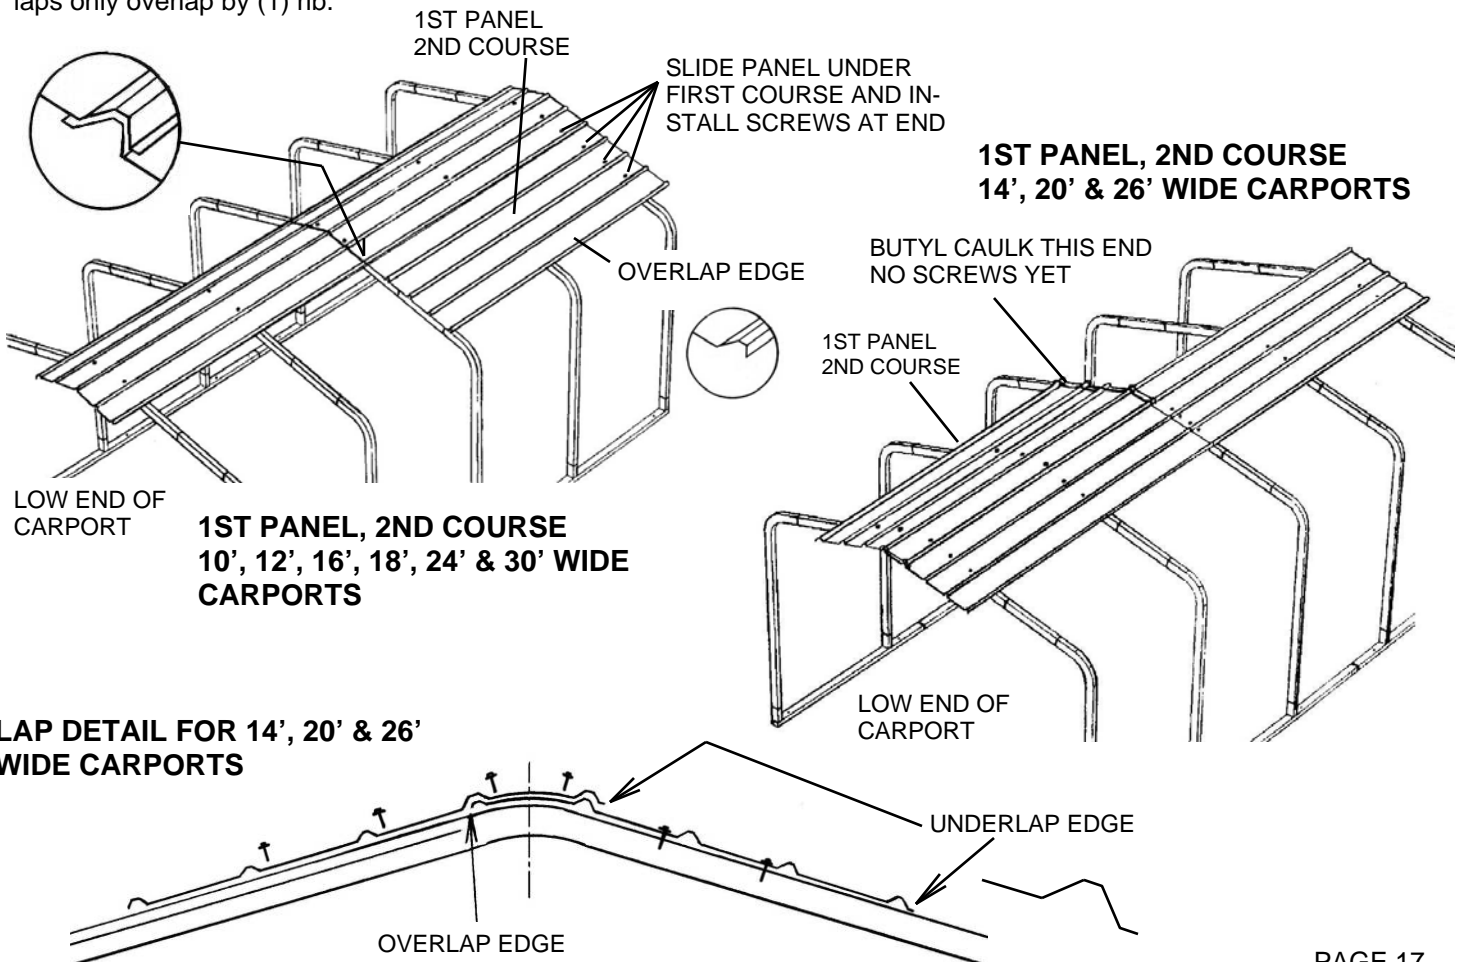 laps only overlap by (1) rib.
1ST PANEL
2ND COURSE
SLIDE PANEL UNDER
FIRST COURSE AND IN-
STALL SCREWS AT END
1ST PANEL, 2ND COURSE
14', 20' & 26' WIDE CARPORTS
OVERLAP EDGE
BUTYL CAULK THIS END
NO SCREWS YET
1ST PANEL
2ND COURSE
LOW END OF
CARPORT
1ST PANEL, 2ND COURSE
10', 12', 16', 18', 24' & 30' WIDE
CARPORTS
LOW END OF
CARPORT
LAP DETAIL FOR 14', 20' & 26'
WIDE CARPORTS
UNDERLAP EDGE
OVERLAP EDGE
PAGE 17